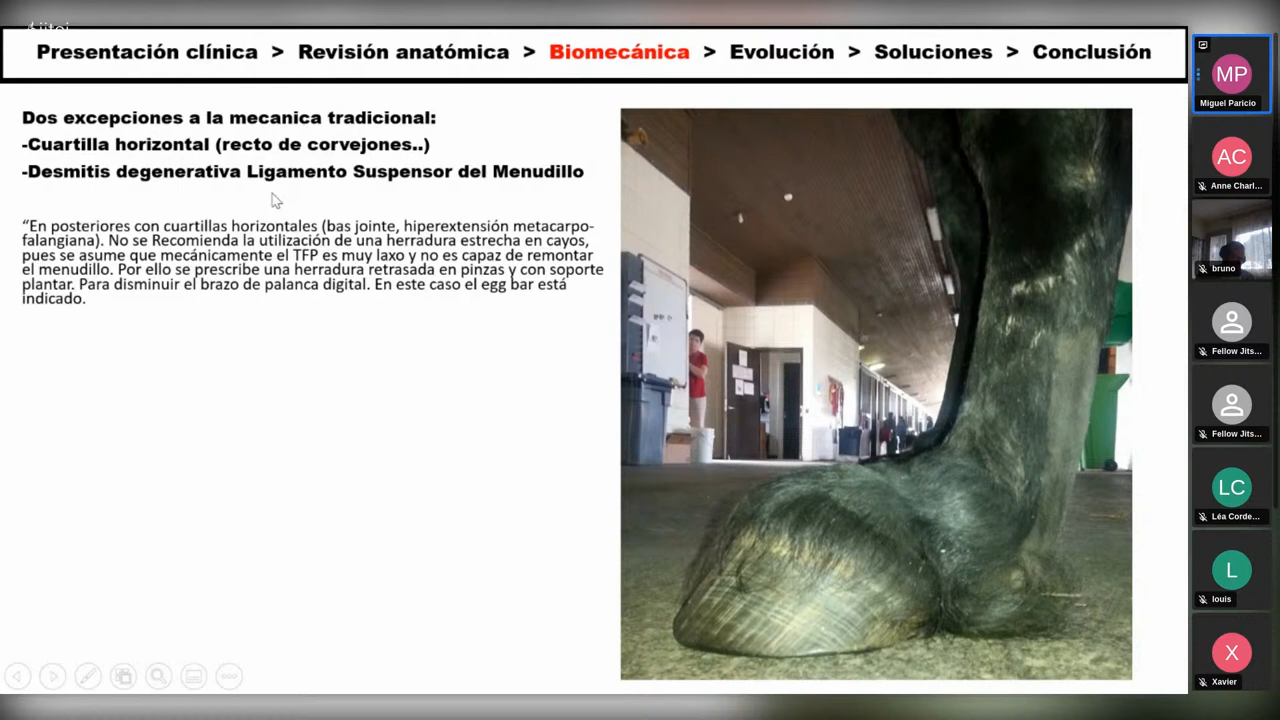 Presentación clínica > Revisión anatómica > Biomecánica > Evolución > Soluciones > Conclusión
Dos excepciones a la mecanica tradicional:
-Cuartilla horizontal (recto de corvejones..)
-Desmitis degenerativa Ligamento Suspensor del Menudillo
“En posteriores con cuartillas horizontales (bas jointe, hiperextensión metacarpo-
falangiana). No se Recomienda la utilización de una herradura estrecha en cayos,
pues se asume que mecánicamente el TFP es muy laxo y no es capaz de remontar
el menudillo. Por ello se prescribe una herradura retrasada en pinzas y con soporte
plantar. Para disminuir el brazo de palanca digital. En este caso el egg bar está
indicado.
MP
Miguel Paricio
AC
Anne Charl...
bruno
Fellow Jits...
Fellow Jits...
LC
Léa Corde...
L
louis
X
Xavier